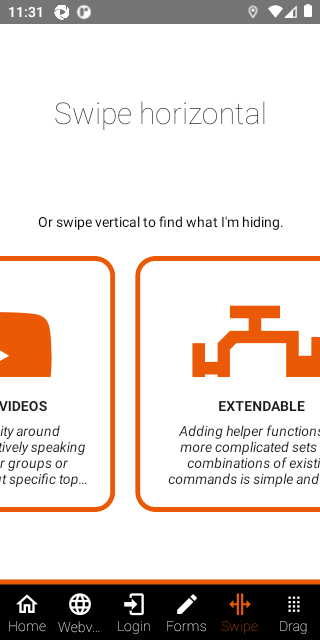 11:31
Swipe horizontal
Or swipe vertical to find what I'm hiding.
VIDEOS
ity around
tively speaking
r groups or
t specific top...
EXTENDABLE
Adding helper functions
more complicated sets
combinations of existi
commands is simple and
Home
Webv...
Login
Forms
Swipe
Drag